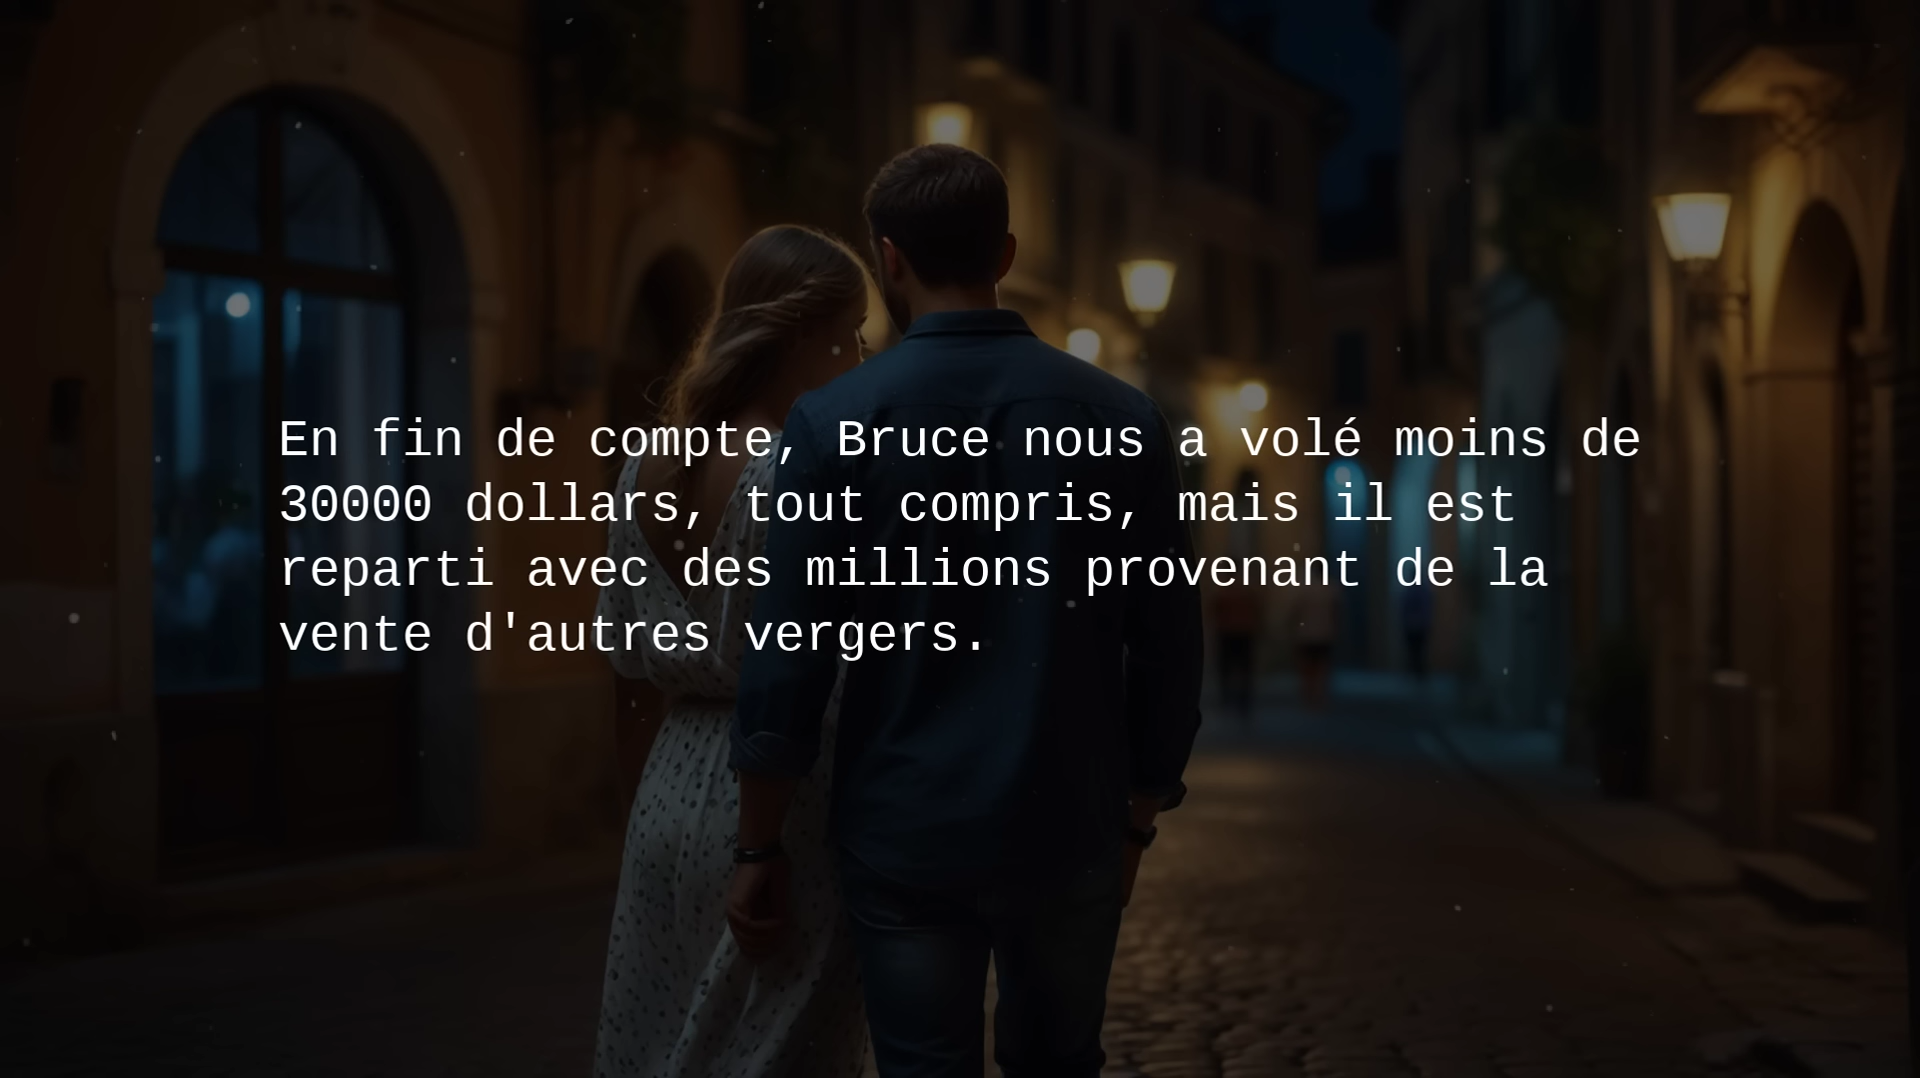 En fin de compte, Bruce nous a volé moins de
30000 dollars, tout compris, mais il est
reparti avec des millions provenant de la
vente d'autres vergers.